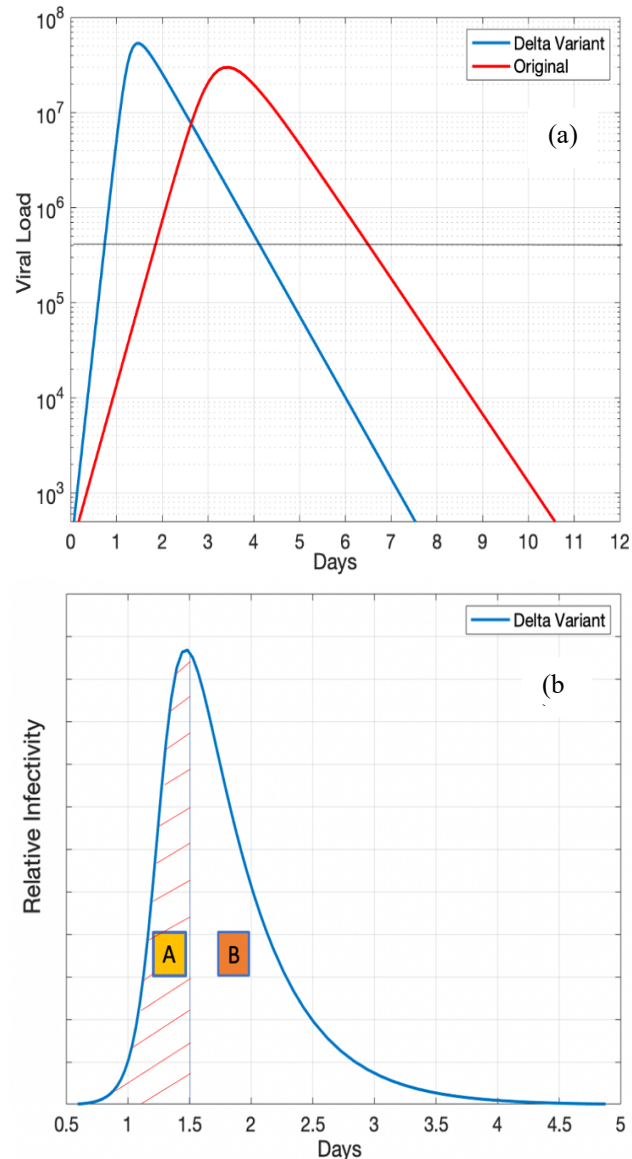 10^8
Delta Variant
Original
(a)
10^7
10^6
10^5
10^4
10^3
Viral Load
0 1 2 3 4 5 6 7 8 9 10 11 12
Days
Delta Variant
(b
Relative Infectivity
A B
0.5 1 1.5 2 2.5 3 3.5 4 4.5 5
Days